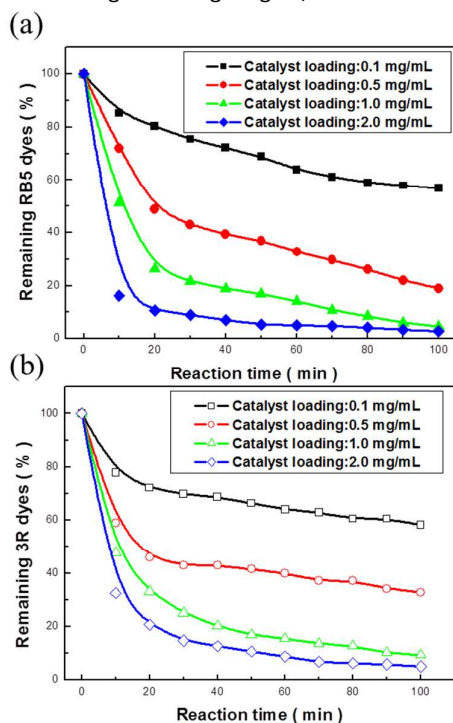 (a)
Catalyst loading:0.1 mg/mL
Catalyst loading:0.5 mg/mL
Catalyst loading:1.0 mg/mL
Catalyst loading:2.0 mg/mL
Remaining RB5 dyes ( % )
100
80
60
40
20
0
0 20 40 60 80 100
Reaction time ( min )
(b)
Catalyst loading:0.1 mg/mL
Catalyst loading:0.5 mg/mL
Catalyst loading:1.0 mg/mL
Catalyst loading:2.0 mg/mL
Remaining 3R dyes ( % )
100
80
60
40
20
0
0 20 40 60 80 100
Reaction time ( min )